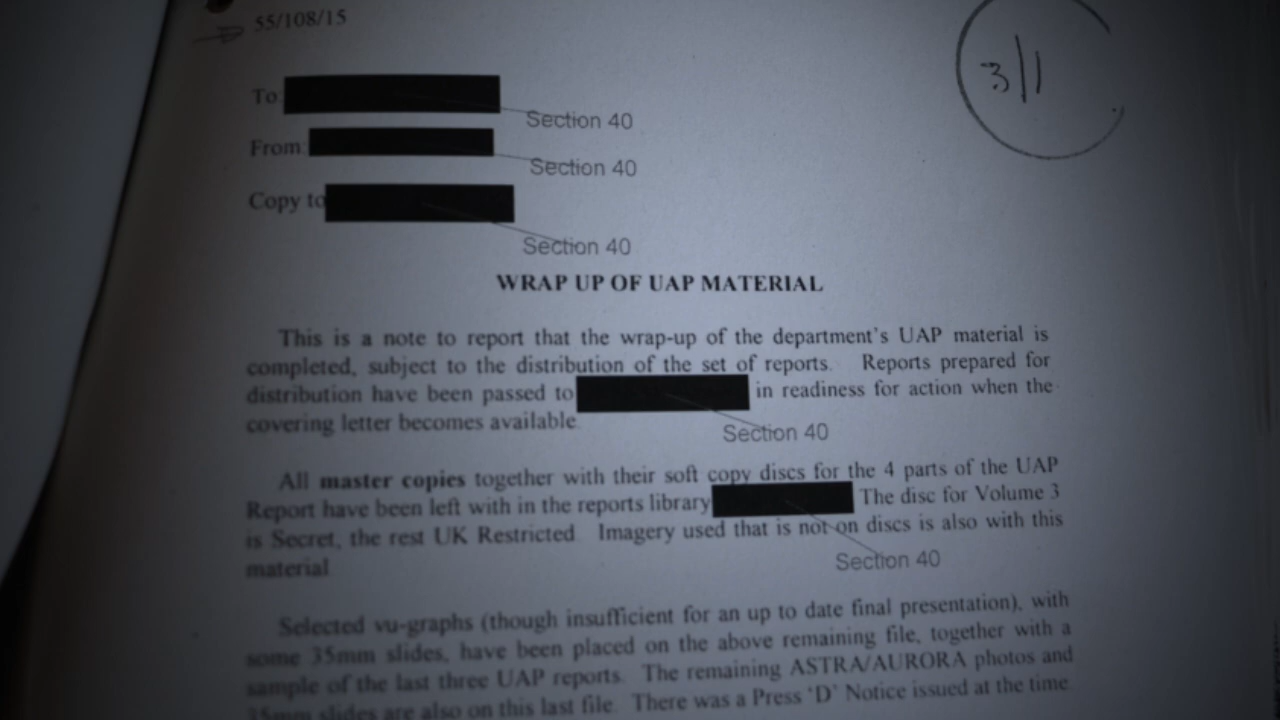 55/108/15
3/1
To:
Section 40
From:
Section 40
Copy to
Section 40
WRAP UP OF UAP MATERIAL
This is a note to report that the wrap-up of the department's UAP material is
completed, subject to the distribution of the set of reports. Reports prepared for
distribution have been passed to in readiness for action when the
covering letter becomes available.
Section 40
All master copies together with their soft copy discs for the 4 parts of the UAP
Report have been left with in the reports library The disc for Volume 3
is Secret, the rest UK Restricted. Imagery used that is not on discs is also with this
material
Section 40
Selected vu-graphs (though insufficient for an up to date final presentation), with
some 35mm slides, have been placed on the above remaining file, together with a
sample of the last three UAP reports. The remaining ASTRA/AURORA photos and
35mm slides are also on this last file. There was a Press 'D' Notice issued at the time